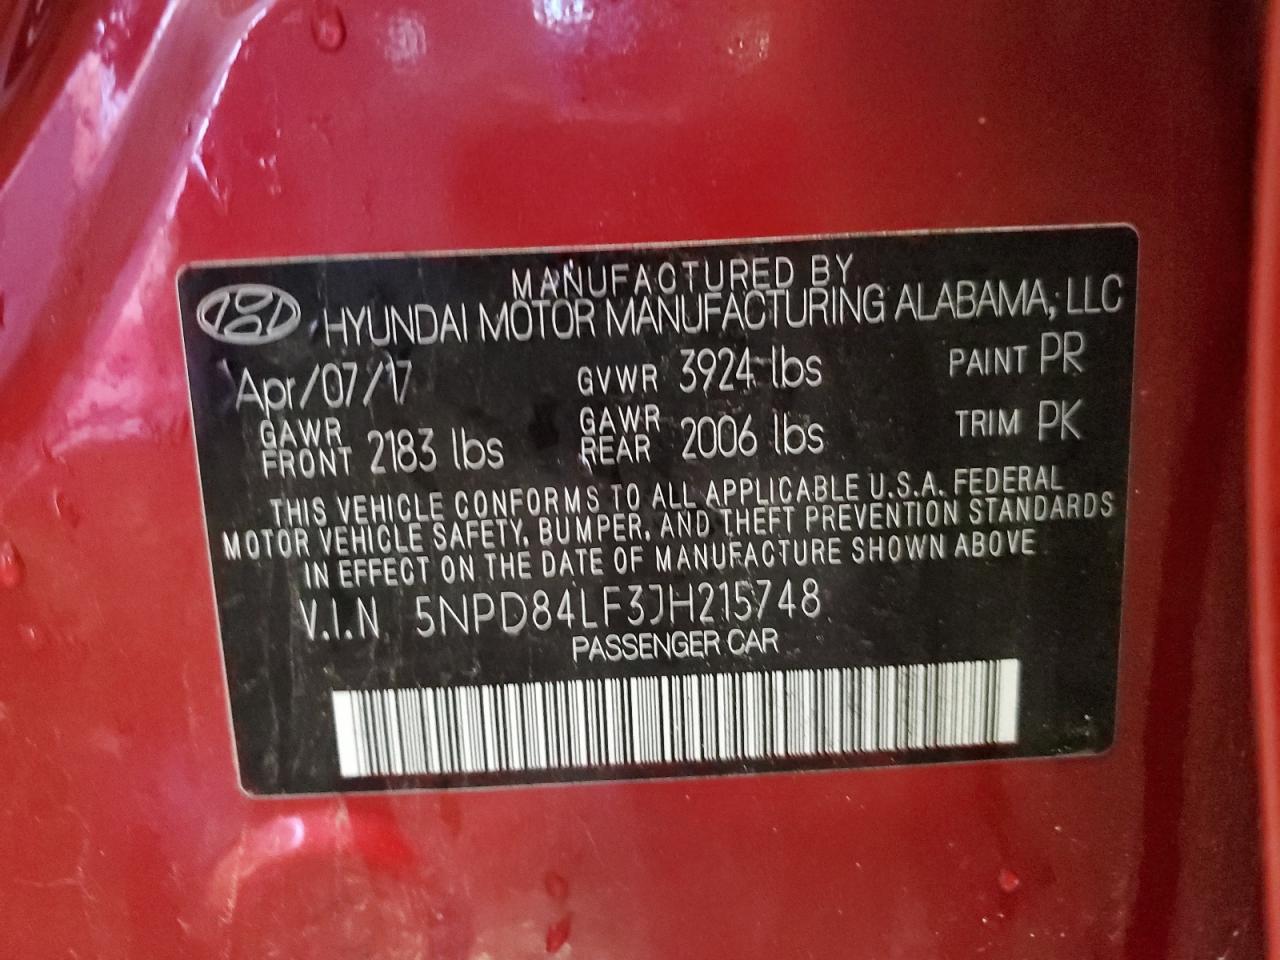 MANUFACTURED BY
HYUNDAI MOTOR MANUFACTURING ALABAMA, LLC
Apr/07/17 GVWR 3924 lbs PAINT PR
GAWR FRONT 2183 lbs GAWR REAR 2006 lbs TRIM PK
THIS VEHICLE CONFORMS TO ALL APPLICABLE U.S.A. FEDERAL
MOTOR VEHICLE SAFETY, BUMPER, AND THEFT PREVENTION STANDARDS
IN EFFECT ON THE DATE OF MANUFACTURE SHOWN ABOVE
V.I.N 5NPD84LF3JH215748
PASSENGER CAR